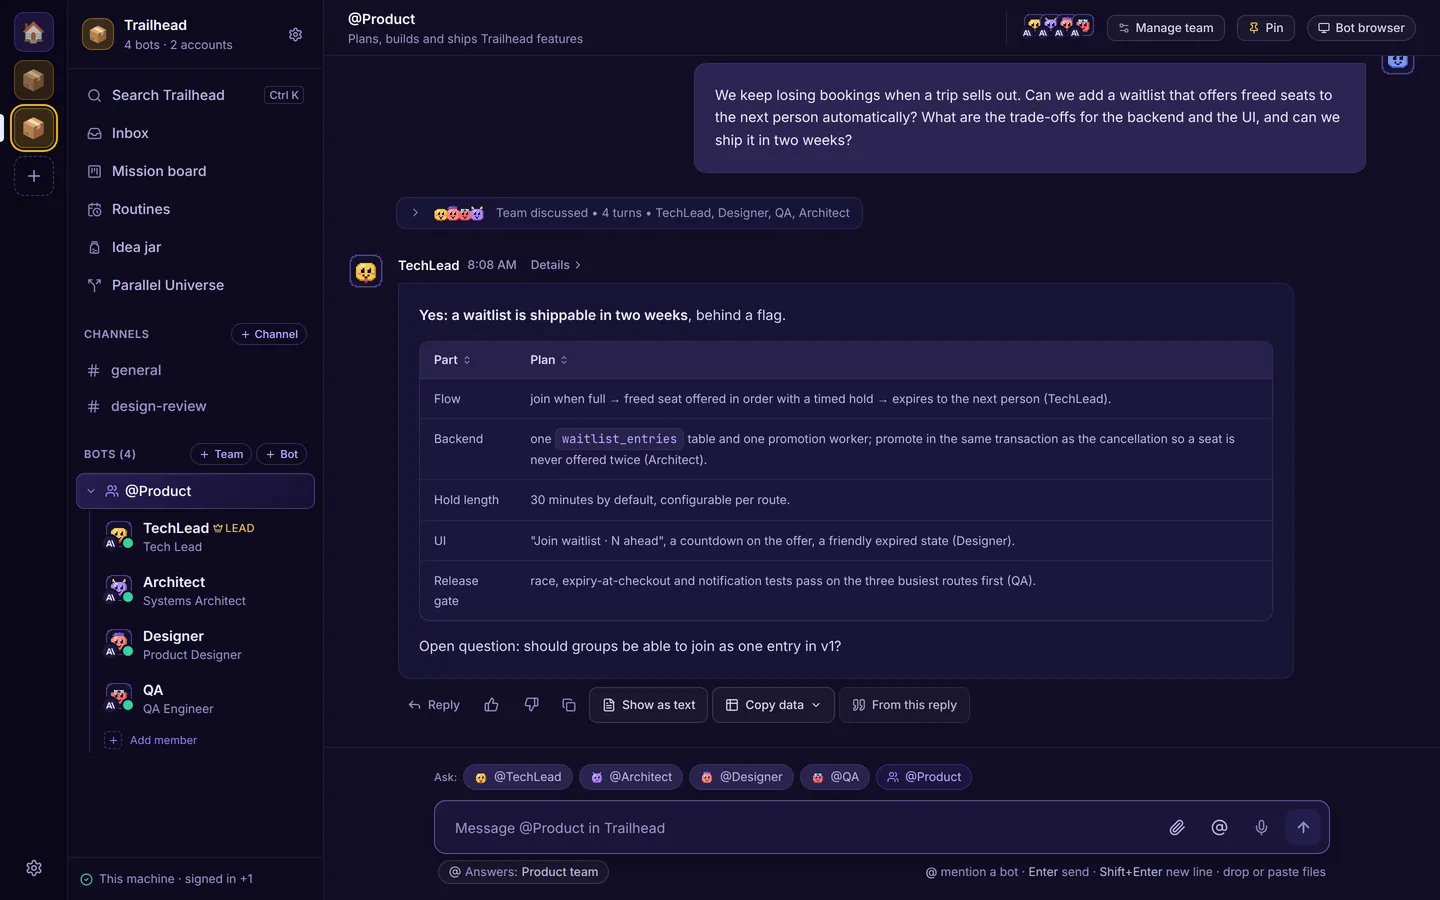 Trailhead
4 bots · 2 accounts
Search Trailhead
Ctrl K
Inbox
Mission board
Routines
Idea jar
Parallel Universe
CHANNELS
+ Channel
# general
# design-review
BOTS (4)
+ Team
+ Bot
@Product
TechLead LEAD
Tech Lead
Architect
Systems Architect
Designer
Product Designer
QA
QA Engineer
+ Add member
This machine · signed in +1
@Product
Plans, builds and ships Trailhead features
Manage team
Pin
Bot browser
We keep losing bookings when a trip sells out. Can we add a waitlist that offers freed seats to
the next person automatically? What are the trade-offs for the backend and the UI, and can we
ship it in two weeks?
Team discussed • 4 turns • TechLead, Designer, QA, Architect
TechLead 8:08 AM Details >
Yes: a waitlist is shippable in two weeks, behind a flag.
Part Plan
Flow join when full → freed seat offered in order with a timed hold → expires to the next person (TechLead).
Backend one waitlist_entries table and one promotion worker; promote in the same transaction as the cancellation so a seat is
never offered twice (Architect).
Hold length 30 minutes by default, configurable per route.
UI "Join waitlist · N ahead", a countdown on the offer, a friendly expired state (Designer).
Release race, expiry-at-checkout and notification tests pass on the three busiest routes first (QA).
gate
Open question: should groups be able to join as one entry in v1?
Reply
Show as text
Copy data
From this reply
Ask: @TechLead @Architect @Designer @QA @Product
Message @Product in Trailhead
@ Answers: Product team
@ mention a bot · Enter send · Shift+Enter new line · drop or paste files